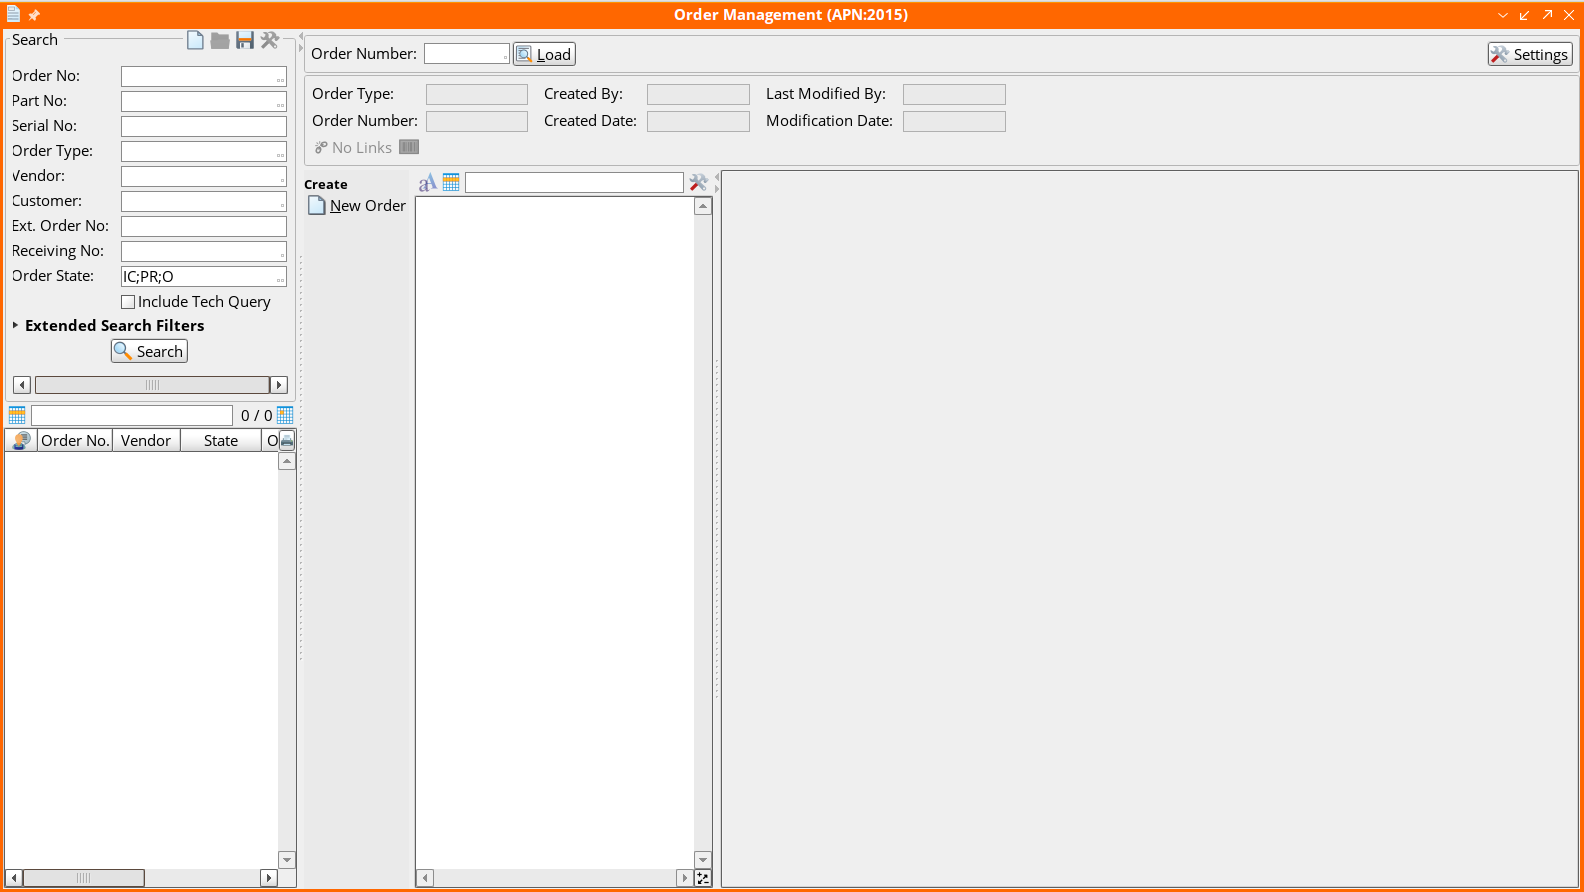 Order Management (APN:2015)
Search
Order No:
Part No:
Serial No:
Order Type:
Vendor:
Customer:
Ext. Order No:
Receiving No:
Order State: IC;PR;O
Include Tech Query
Extended Search Filters
Search
0 / 0
Order No. Vendor State O
Order Number: Load Settings
Order Type: Created By: Last Modified By:
Order Number: Created Date: Modification Date:
No Links
Create
New Order